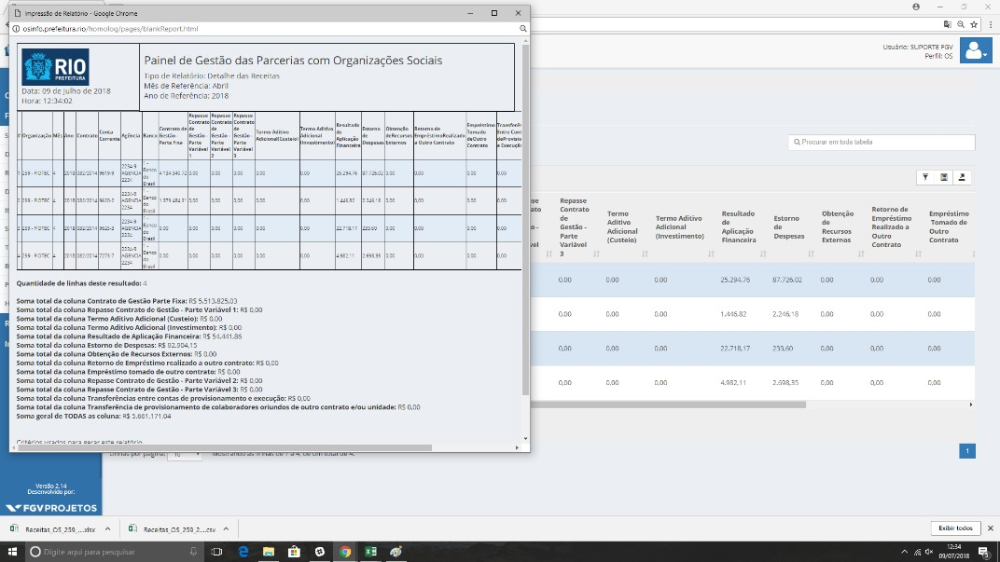 Impressão de Relatório - Google Chrome
osinfo.prefeitura.rio/homolog/pages/blankReport.html
RIO
PREFEITURA
Data: 09 de Julho de 2018
Hora: 12:34:02
Painel de Gestão das Parcerias com Organizações Sociais
Tipo de Relatório: Detalhe das Receitas
Mês de Referência: Abril
Ano de Referência: 2018
# Organização Mês Ano Contrato Conta Corrente Agência Banco Contrato de Gestão Parte Fixa Repasse Contrato de Gestão Parte Variável 1 Repasse Contrato de Gestão Parte Variável 2 Repasse Contrato de Gestão Parte Variável 3 Termo Aditivo Adicional(Custeio) Termo Aditivo Adicional (Investimento) Resultado de Aplicação Financeira Estorno de Despesas Obtenção de Recursos Externos Retorno de Empréstimo Realizado a Outro Contrato Empréstimo Tomado de Outro Contrato
1 259 - FIOTEC 4 2018 032/2014 9619-9 2234-9 AGENCIA 2234 1 - Banco do Brasil 4.134.340,72 0,00 0,00 0,00 0,00 0,00 25.294,76 87.726,02 0,00 0,00 0,00 0,00
2 259 - FIOTEC 4 2018 032/2014 9620-2 2234-9 AGENCIA 2234 1 - Banco do Brasil 1.379.484,31 0,00 0,00 0,00 0,00 0,00 1.446,82 2.246,18 0,00 0,00 0,00 0,00
3 259 - FIOTEC 4 2018 032/2014 2234-9 AGENCIA 2234 1 - Banco do Brasil 0,00 0,00 0,00 0,00 0,00 0,00 22.718,17 233,60 0,00 0,00 0,00 0,00
4 259 - FIOTEC 4 2018 032/2014 7273-7 2234-9 AGENCIA 2234 1 - Banco do Brasil 0,00 0,00 0,00 0,00 0,00 0,00 4.982,11 2.698,35 0,00 0,00 0,00 0,00
Quantidade de linhas deste resultado: 4
Soma total da coluna Contrato de Gestão Parte Fixa: R$ 5.513.825,03
Soma total da coluna Repasse Contrato de Gestão - Parte Variável 1: R$ 0,00
Soma total da coluna Termo Aditivo Adicional (Custeio): R$ 0,00
Soma total da coluna Termo Aditivo Adicional (Investimento): R$ 0,00
Soma total da coluna Resultado de Aplicação Financeira: R$ 54.441,86
Soma total da coluna Estorno de Despesas: R$ 92.904,15
Soma total da coluna Obtenção de Recursos Externos: R$ 0,00
Soma total da coluna Retorno de Empréstimo realizado a outro contrato: R$ 0,00
Soma total da coluna Empréstimo tomado de outro contrato: R$ 0,00
Soma total da coluna Repasse Contrato de Gestão - Parte Variável 2: R$ 0,00
Soma total da coluna Repasse Contrato de Gestão - Parte Variável 3: R$ 0,00
Soma total da coluna Transferências entre contas de provisionamento e execução: R$ 0,00
Soma total da coluna Transferência de provisionamento de colaboradores oriundos de outro contrato e/ou unidade: R$ 0,00
Soma geral de TODAS as coluna: R$ 5.661.171,04
Critérios usados para gerar este relatório
Usuário: SUPORTE FGV
Perfil: OS
Procurar em toda tabela
Repasse Contrato de Gestão - Parte Variável 3 Termo Aditivo Adicional (Custeio) Termo Aditivo Adicional (Investimento) Resultado de Aplicação Financeira Estorno de Despesas Obtenção de Recursos Externos Retorno de Empréstimo Realizado a Outro Contrato Empréstimo Tomado de Outro Contrato
0,00 0,00 0,00 25.294,76 87.726,02 0,00 0,00 0,00
0,00 0,00 0,00 1.446,82 2.246,18 0,00 0,00 0,00
0,00 0,00 0,00 22.718,17 233,60 0,00 0,00 0,00
0,00 0,00 0,00 4.982,11 2.698,35 0,00 0,00 0,00
Linhas por página: 10 Mostrando as linhas de 1 a 4, de um total de 4.
1
Versão 2.14
Desenvolvido por:
FGV PROJETOS
Receitas_OS_259_....xlsx
Receitas_OS_259_2....csv
Exibir todos
Digite aqui para pesquisar
12:34
09/07/2018